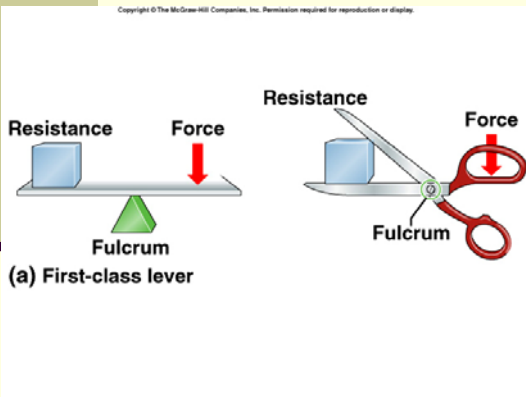 Copyright © The McGraw-Hill Companies, Inc. Permission required for reproduction or display.
Resistance
Force
Fulcrum
(a) First-class lever
Resistance
Force
Fulcrum